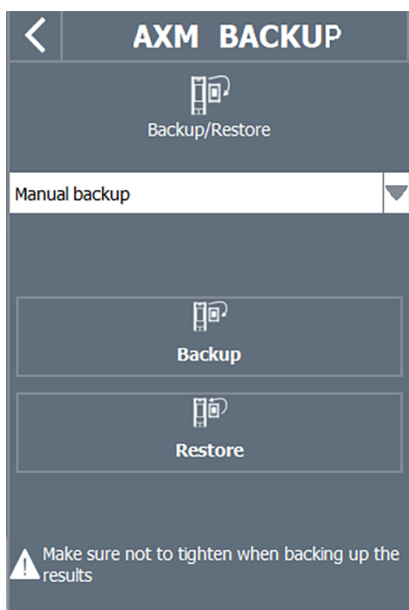 AXM BACKUP
Backup/Restore
Manual backup
Backup
Restore
Make sure not to tighten when backing up the
results